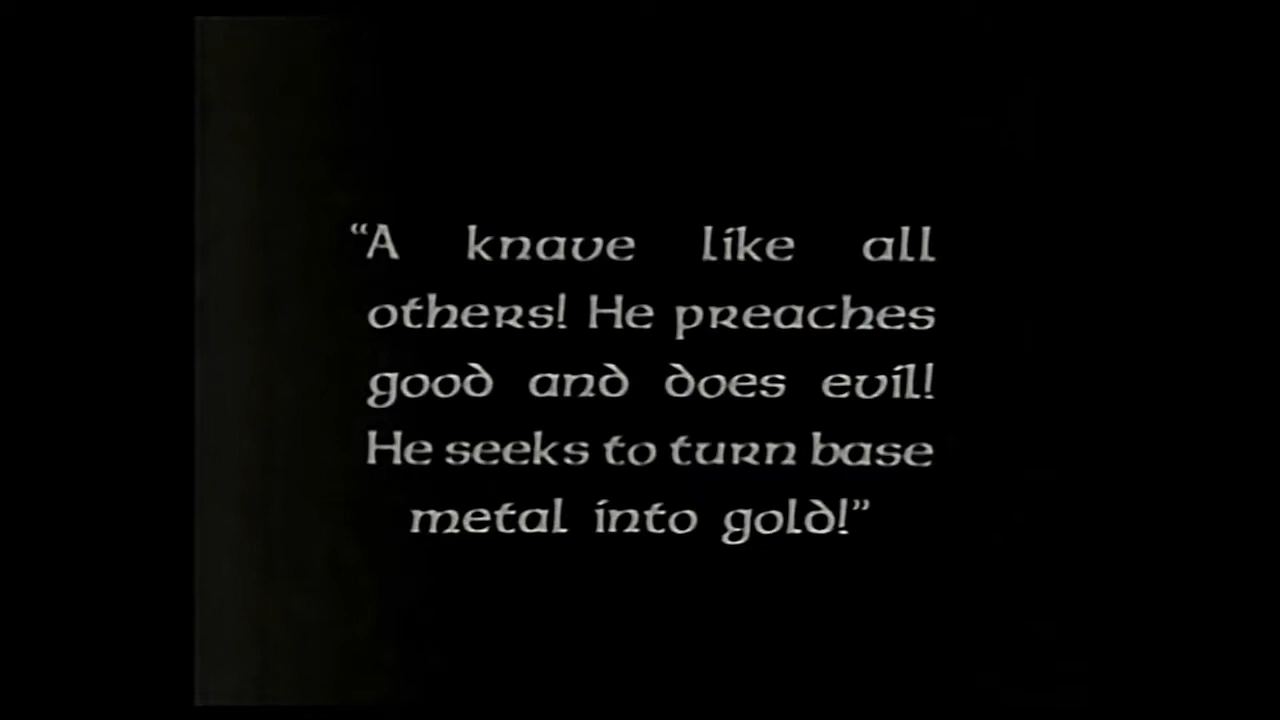 “A knave like all
others! He preaches
good and does evil!
He seeks to turn base
metal into gold!”